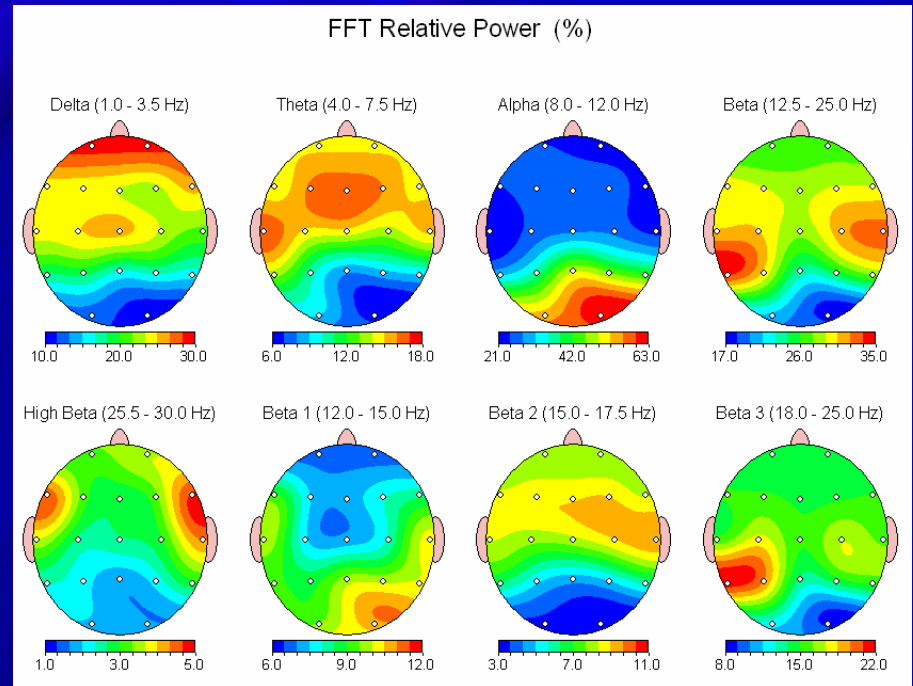 FFT Relative Power (%)
Delta (1.0 - 3.5 Hz) Theta (4.0 - 7.5 Hz) Alpha (8.0 - 12.0 Hz) Beta (12.5 - 25.0 Hz)
10.0 20.0 30.0 6.0 12.0 18.0 21.0 42.0 63.0 17.0 26.0 35.0
High Beta (25.5 - 30.0 Hz) Beta 1 (12.0 - 15.0 Hz) Beta 2 (15.0 - 17.5 Hz) Beta 3 (18.0 - 25.0 Hz)
1.0 3.0 5.0 6.0 9.0 12.0 3.0 7.0 11.0 8.0 15.0 22.0